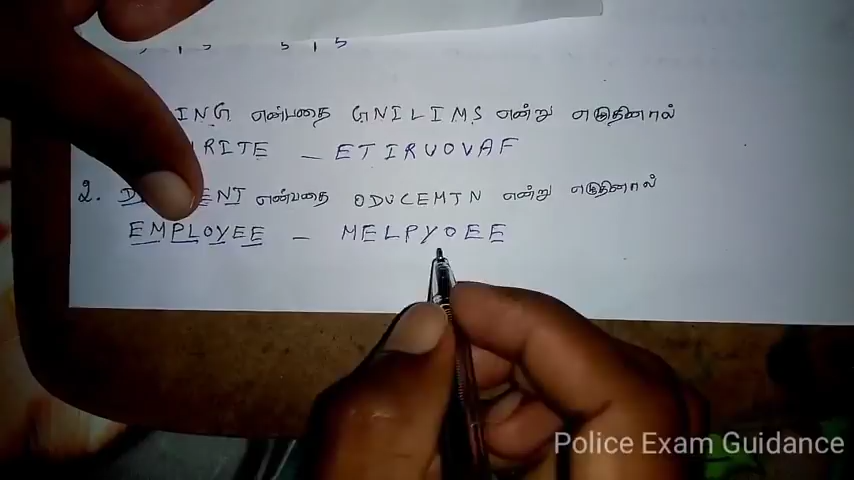 ING என்பதை GNILIMS என்று எழுதினால்
RITE – ETIRUOVAF
2. என்பதை ODUCEMTN என்று எழுதினால்
EMPLOYEE – MELPYOEE
Police Exam Guidance